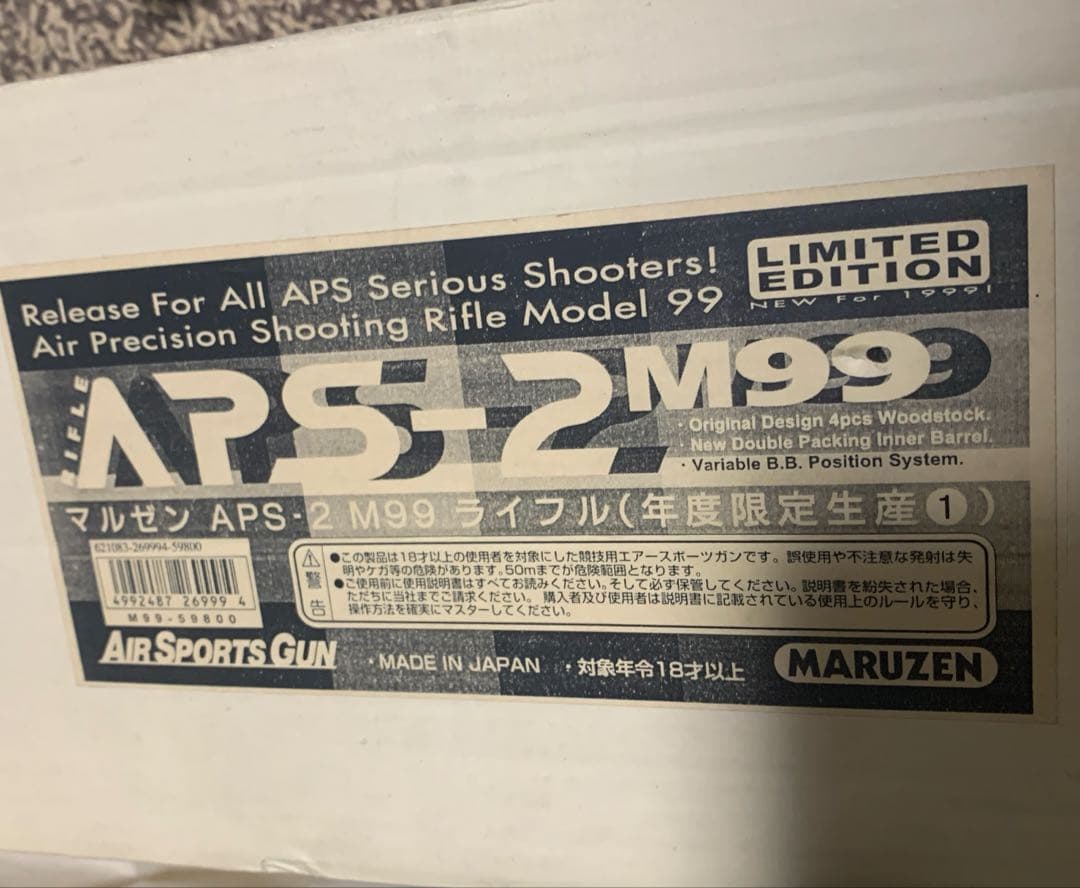 Release For All APS Serious Shooters!
Air Precision Shooting Rifle Model 99
LIMITED
EDITION
NEW For 1999!
RIFLE
APS-2 M99
・Original Design 4pcs Woodstock.
・New Double Packing Inner Barrel.
・Variable B.B. Position System.
マルゼン APS-2 M99 ライフル(年度限定生産❶)
621083-269994-59800
4992487 26999 4
M99-59800
警告
●この製品は18才以上の使用者を対象にした競技用エアースポーツガンです。誤使用や不注意な発射は失
明やケガ等の危険があります。50mまでが危険範囲となります。
●ご使用前に使用説明書はすべてお読みください。そして必ず保管してください。説明書を紛失された場合、
ただちに当社までご請求ください。 購入者及び使用者は説明書に記載されている使用上のルールを守り、
操作方法を確実にマスターしてください。
AIR SPORTS GUN
・MADE IN JAPAN ・対象年令18才以上
MARUZEN